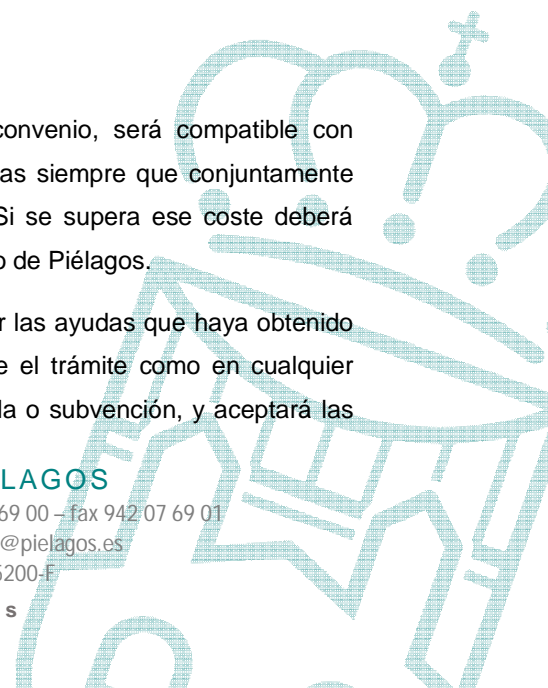 convenio, será compatible con
as siempre que conjuntamente
Si se supera ese coste deberá
o de Piélagos.
r las ayudas que haya obtenido
e el trámite como en cualquier
da o subvención, y aceptará las
LAGOS
69 00 – fax 942 07 69 01
@pielagos.es
5200-F
s